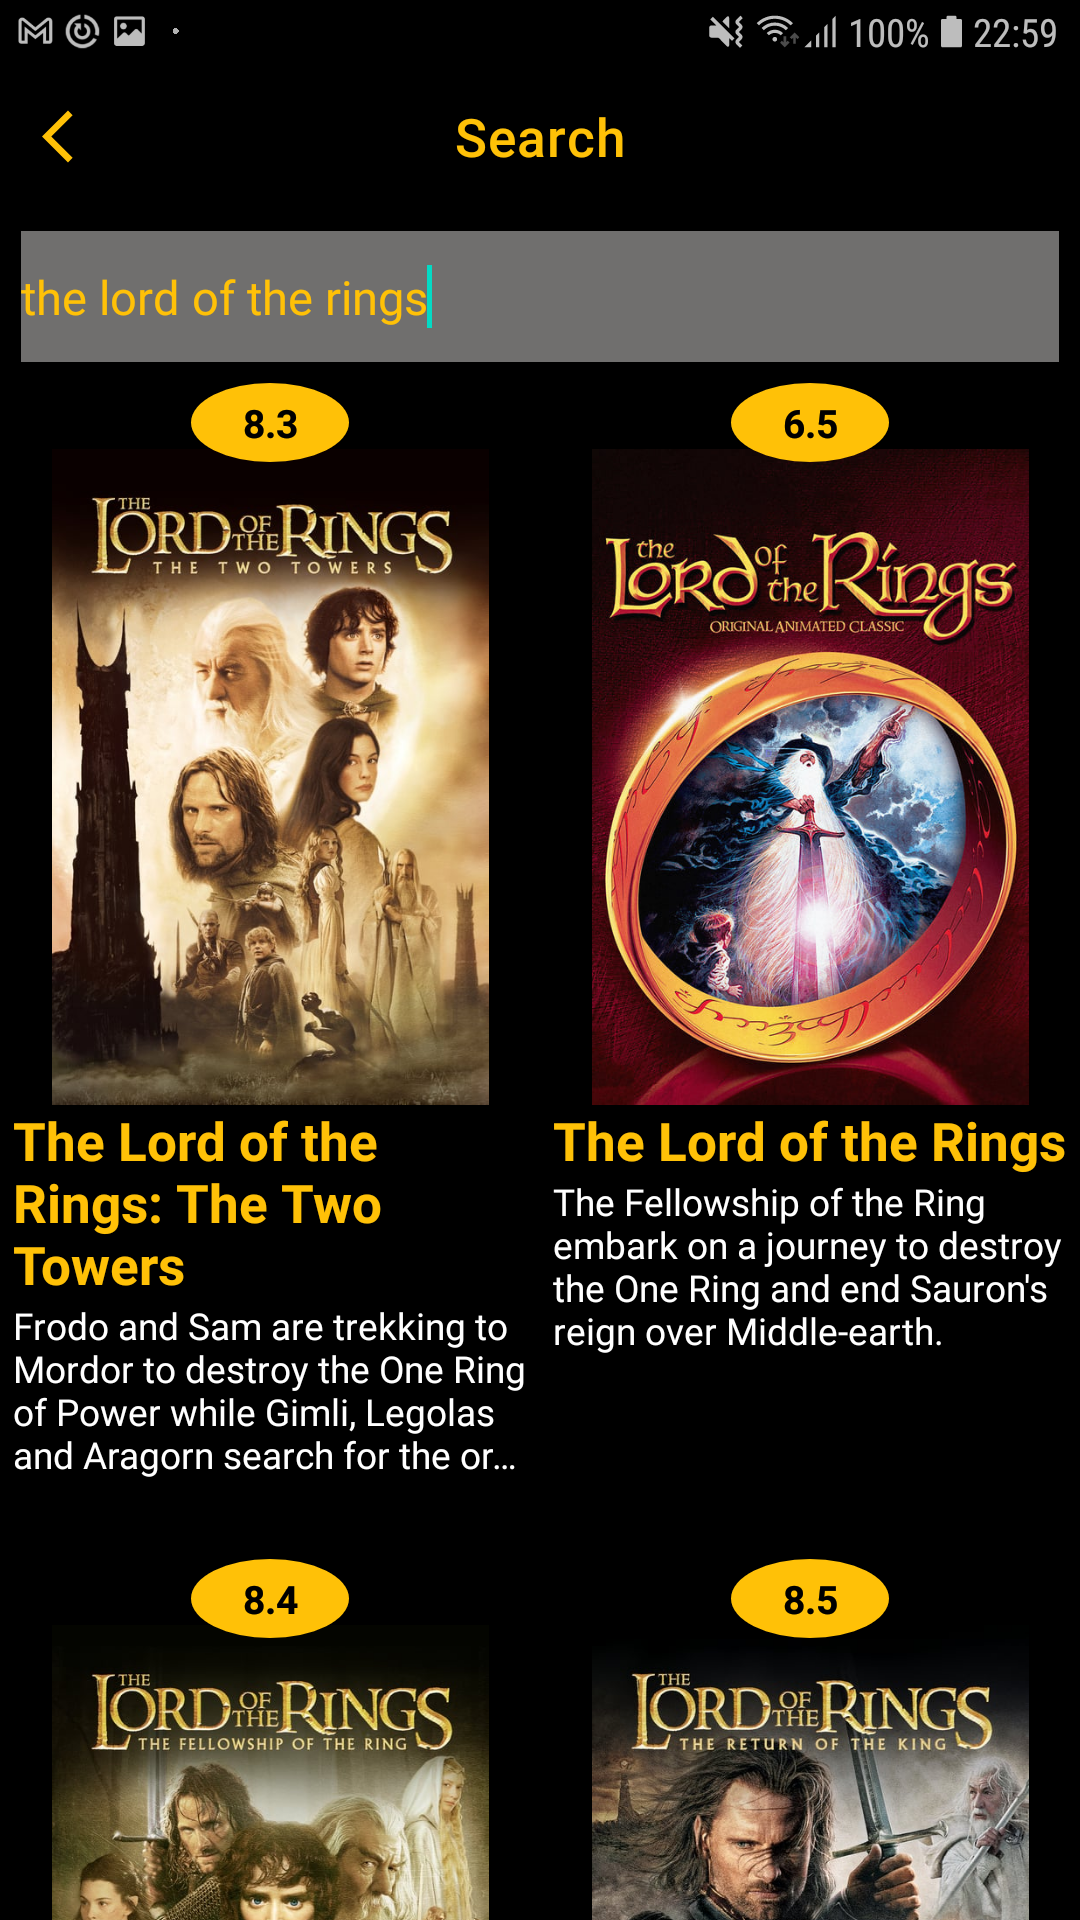 100% 22:59
Search
the lord of the rings
8.3
THE LORD OF THE RINGS
THE TWO TOWERS
The Lord of the
Rings: The Two
Towers
Frodo and Sam are trekking to
Mordor to destroy the One Ring
of Power while Gimli, Legolas
and Aragorn search for the or...
6.5
the Lord of the Rings
ORIGINAL ANIMATED CLASSIC
The Lord of the Rings
The Fellowship of the Ring
embark on a journey to destroy
the One Ring and end Sauron's
reign over Middle-earth.
8.4
THE LORD OF THE RINGS
THE FELLOWSHIP OF THE RING
8.5
THE LORD OF THE RINGS
THE RETURN OF THE KING